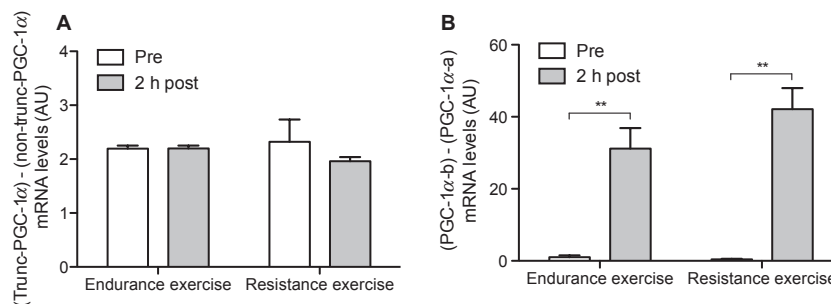 A
(Trunc-PGC-1α) - (non-trunc-PGC-1α)
mRNA levels (AU)
Pre
2 h post
4
3
2
1
0
Endurance exercise
Resistance exercise
B
(PGC-1α-b) - (PGC-1α-a)
mRNA levels (AU)
Pre
2 h post
60
40
20
0
**
**
Endurance exercise
Resistance exercise